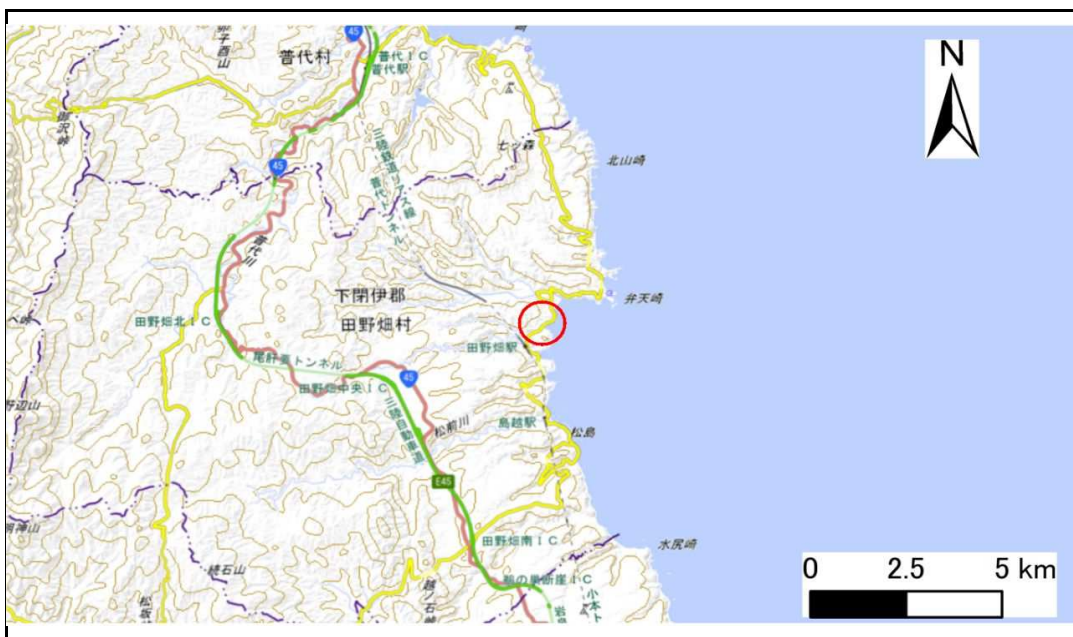 45
普代村
普代IC
普代駅
N
七ツ森
北山崎
45
三陸鉄道リアス線
普代トンネル
普代川
下閉伊郡
田野畑村
弁天崎
田野畑北IC
田野畑駅
尾肝要トンネル
45
田野畑中央IC
三陸自動車道
松前川
島越駅
松島
E45
田野畑南IC
水尻崎
0 2.5 5 km